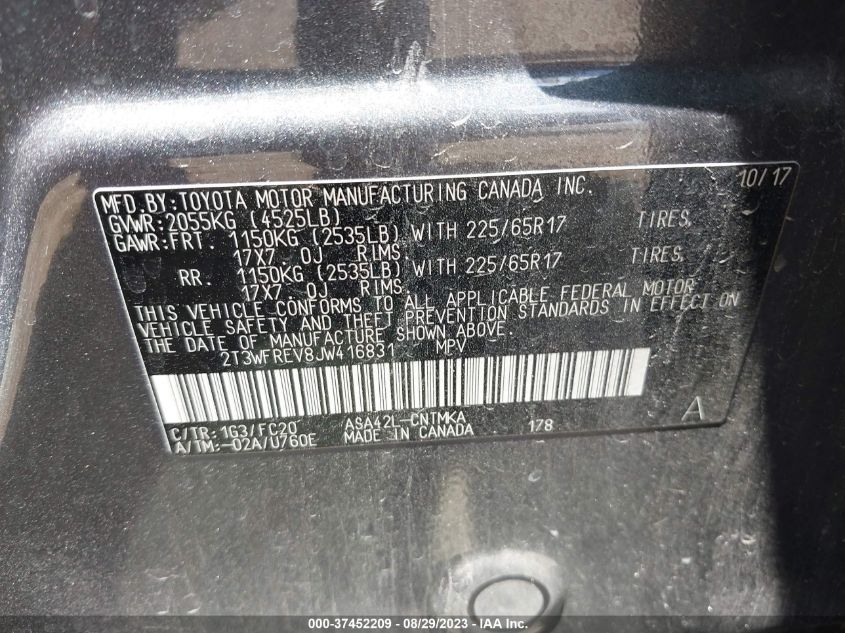 MFD.BY:TOYOTA MOTOR MANUFACTURING CANADA INC. 10/17
GVWR:2055KG (4525LB)
GAWR:FRT. 1150KG (2535LB) WITH 225/65R17 TIRES,
17X7.0J RIMS,
RR. 1150KG (2535LB) WITH 225/65R17 TIRES,
17X7.0J RIMS.
THIS VEHICLE CONFORMS TO ALL APPLICABLE FEDERAL MOTOR
VEHICLE SAFETY AND THEFT PREVENTION STANDARDS IN EFFECT ON
THE DATE OF MANUFACTURE SHOWN ABOVE.
2T3WFREV8JW416831 MPV
C/TR:1G3/FC20 ASA42L-CNTMKA A
A/TM:-02A/U760E MADE IN CANADA 178
000-37452209 - 08/29/2023 - IAA Inc.